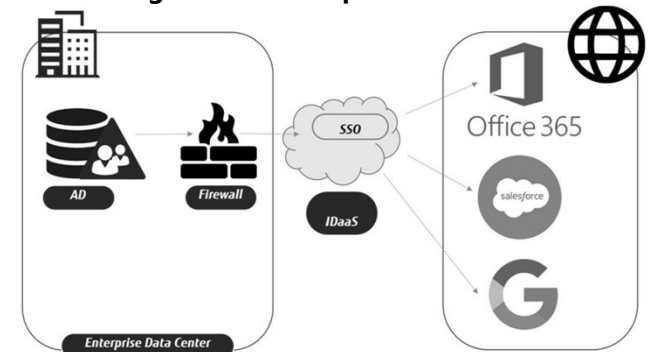 SSO
Office 365
AD
Firewall
IDaaS
salesforce
G
Enterprise Data Center